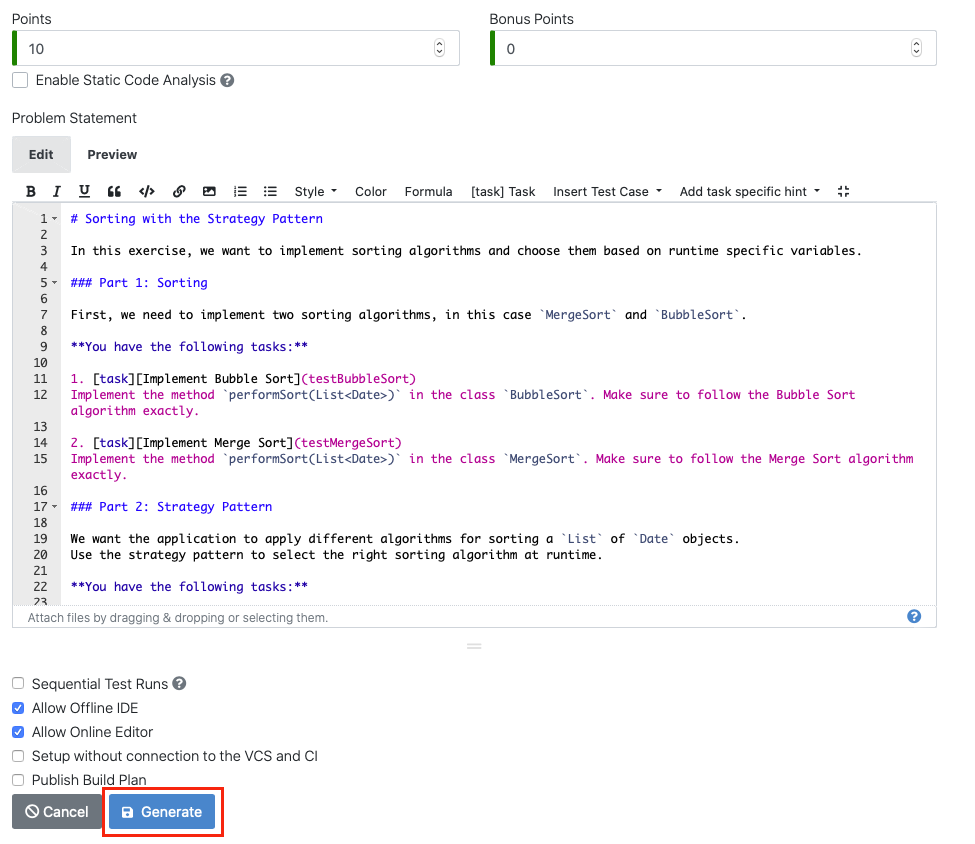 Points Bonus Points
10 0
Enable Static Code Analysis ?
Problem Statement
Edit Preview
B I U Style Color Formula [task] Task Insert Test Case Add task specific hint
1 # Sorting with the Strategy Pattern
2
3 In this exercise, we want to implement sorting algorithms and choose them based on runtime specific variables.
4
5 ### Part 1: Sorting
6
7 First, we need to implement two sorting algorithms, in this case `MergeSort` and `BubbleSort`.
8
9 **You have the following tasks:**
10
11 1. [task][Implement Bubble Sort](testBubbleSort)
12 Implement the method `performSort(List<Date>)` in the class `BubbleSort`. Make sure to follow the Bubble Sort
algorithm exactly.
13
14 2. [task][Implement Merge Sort](testMergeSort)
15 Implement the method `performSort(List<Date>)` in the class `MergeSort`. Make sure to follow the Merge Sort algorithm
exactly.
16
17 ### Part 2: Strategy Pattern
18
19 We want the application to apply different algorithms for sorting a `List` of `Date` objects.
20 Use the strategy pattern to select the right sorting algorithm at runtime.
21
22 **You have the following tasks:**
23
Attach files by dragging & dropping or selecting them. ?
Sequential Test Runs ?
Allow Offline IDE
Allow Online Editor
Setup without connection to the VCS and CI
Publish Build Plan
Cancel Generate